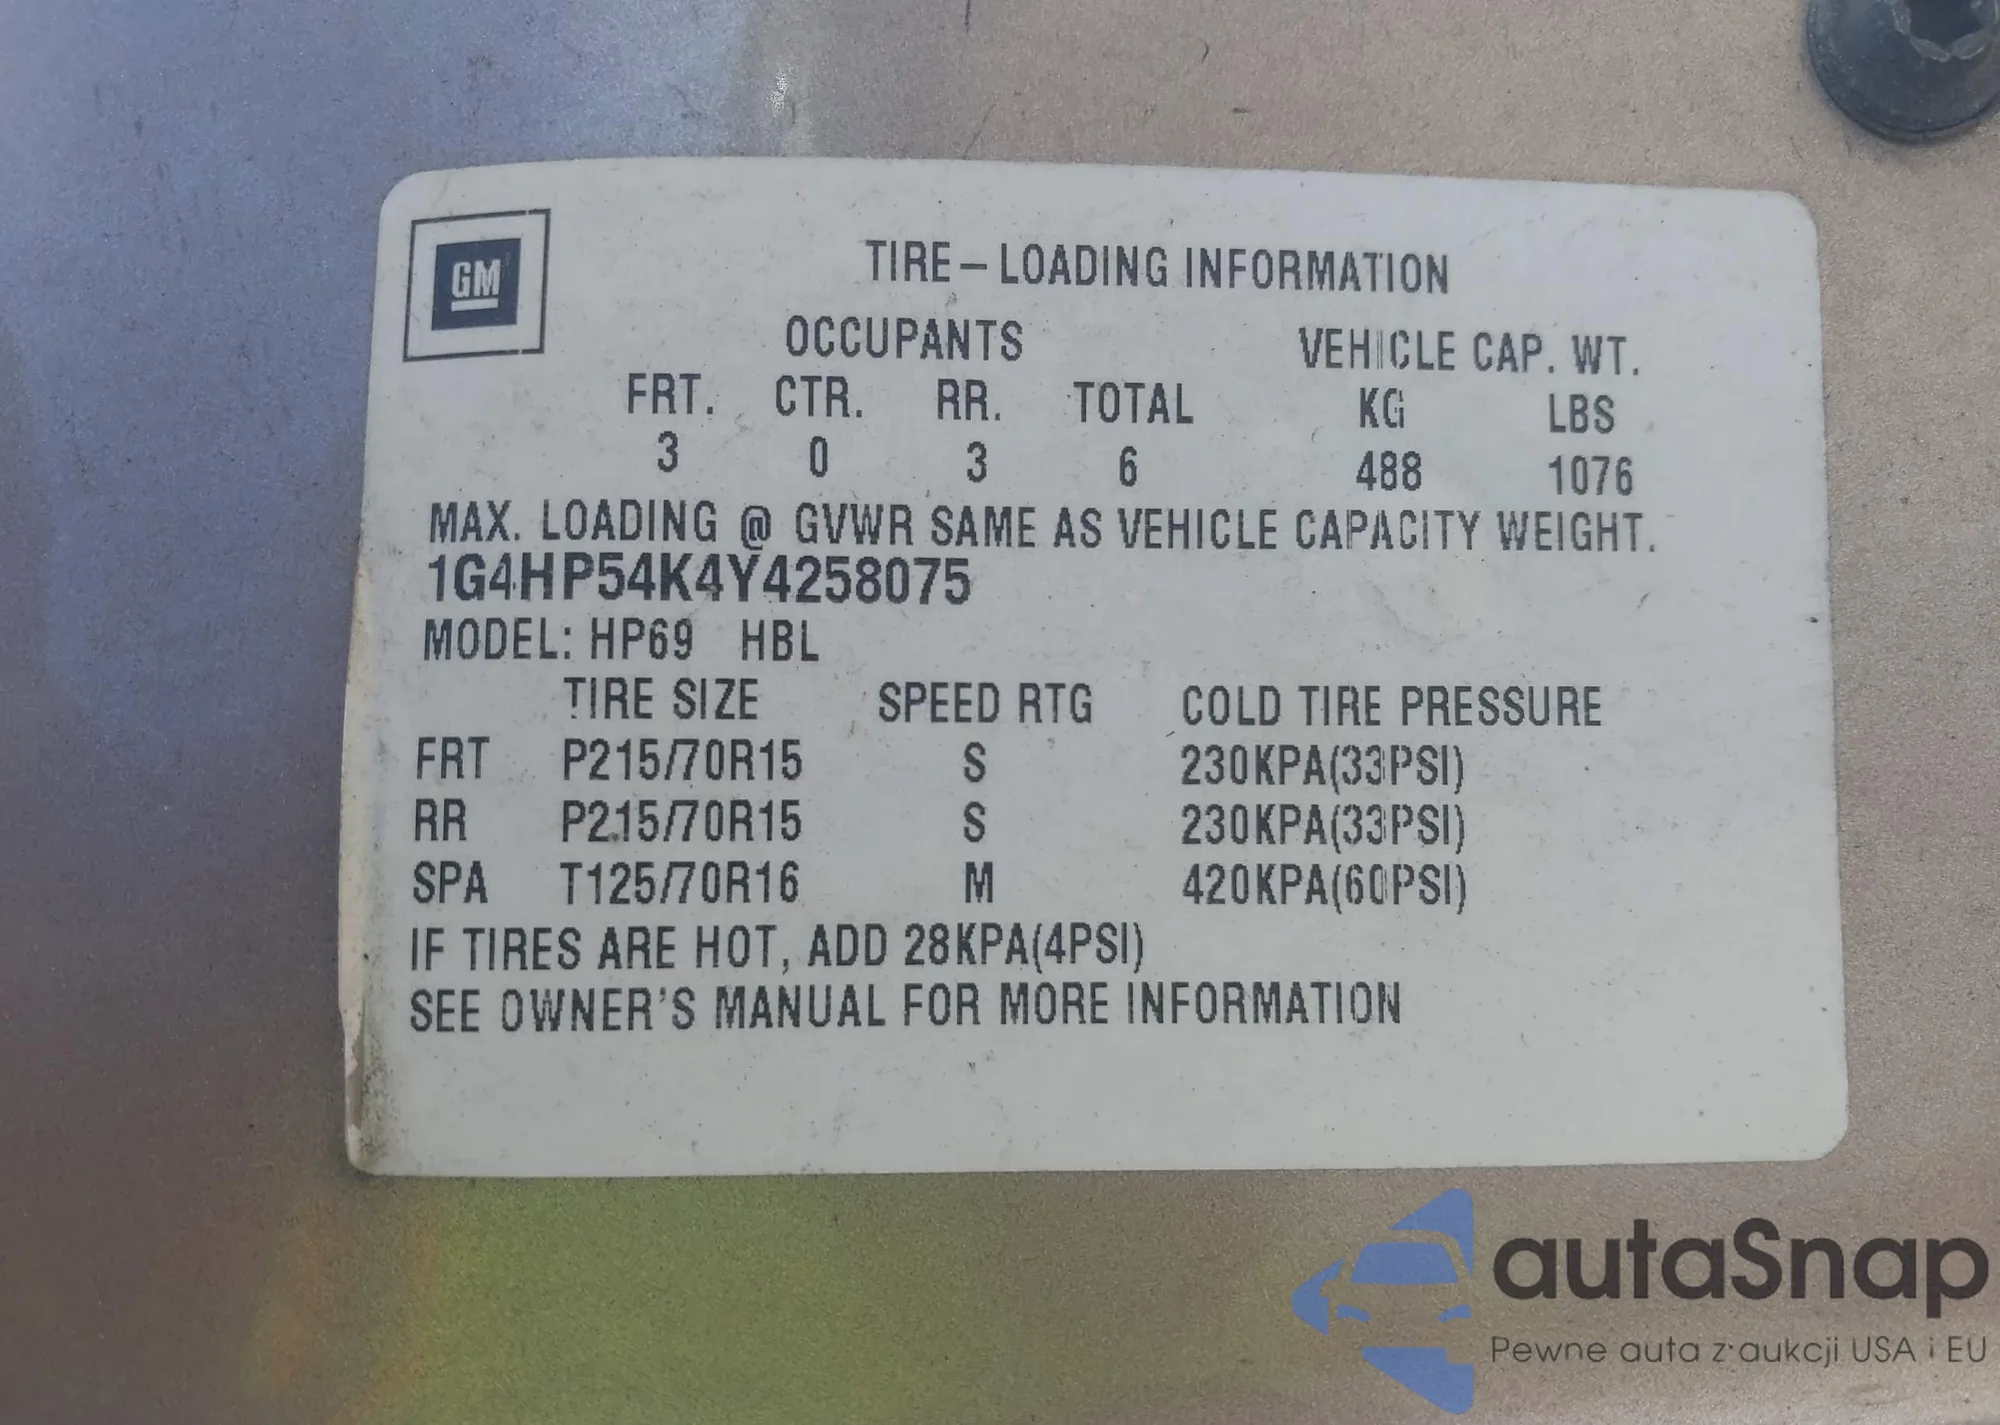 GM
TIRE – LOADING INFORMATION
OCCUPANTS VEHICLE CAP. WT.
FRT. CTR. RR. TOTAL KG LBS
3 0 3 6 488 1076
MAX. LOADING @ GVWR SAME AS VEHICLE CAPACITY WEIGHT.
1G4HP54K4Y4258075
MODEL: HP69 HBL
TIRE SIZE SPEED RTG COLD TIRE PRESSURE
FRT P215/70R15 S 230KPA(33PSI)
RR P215/70R15 S 230KPA(33PSI)
SPA T125/70R16 M 420KPA(60PSI)
IF TIRES ARE HOT, ADD 28KPA(4PSI)
SEE OWNER'S MANUAL FOR MORE INFORMATION
autaSnap
Pewne auta z aukcji USA i EU